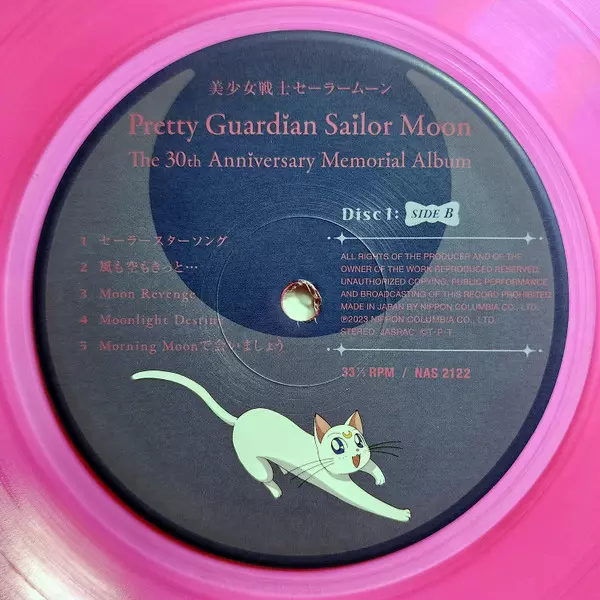 美少女戦士セーラームーン
Pretty Guardian Sailor Moon
The 30th Anniversary Memorial Album
Disc 1: SIDE B
1 セーラースターソング
2 風も空もきっと…
3 Moon Revenge
4 Moonlight Destiny
5 Morning Moonで会いましょう
ALL RIGHTS OF THE PRODUCER AND OF THE
OWNER OF THE WORK REPRODUCED RESERVED.
UNAUTHORIZED COPYING, PUBLIC PERFORMANCE
AND BROADCASTING OF THIS RECORD PROHIBITED.
MADE IN JAPAN BY NIPPON COLUMBIA CO., LTD.
℗2023 NIPPON COLUMBIA CO., LTD.
STEREO JASRAC ©T・P・T
33⅓ RPM / NAS 2122